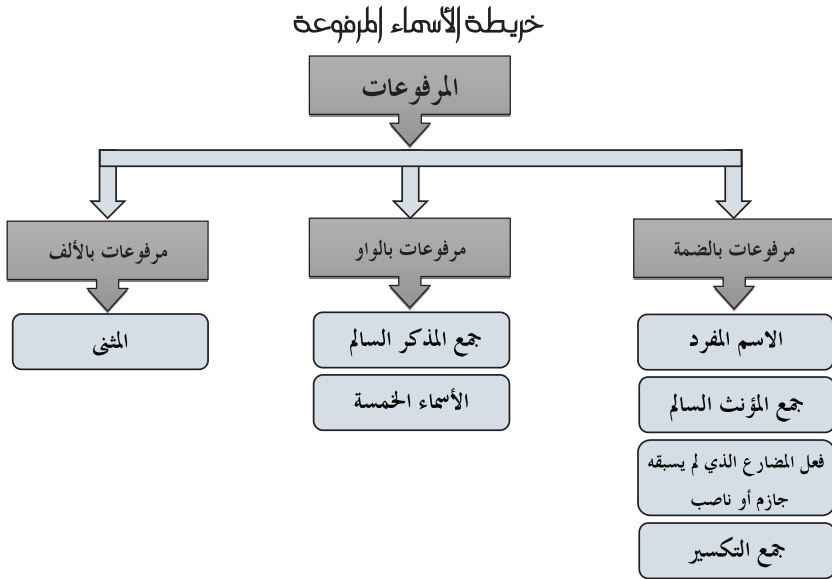 خريطة الأسماء المرفوعة
المرفوعات
مرفوعات بالضمة
مرفوعات بالواو
مرفوعات بالألف
الاسم المفرد
جمع المؤنث السالم
فعل المضارع الذي لم يسبقه
جازم أو ناصب
جمع التكسير
جمع المذكر السالم
الأسماء الخمسة
المثنى